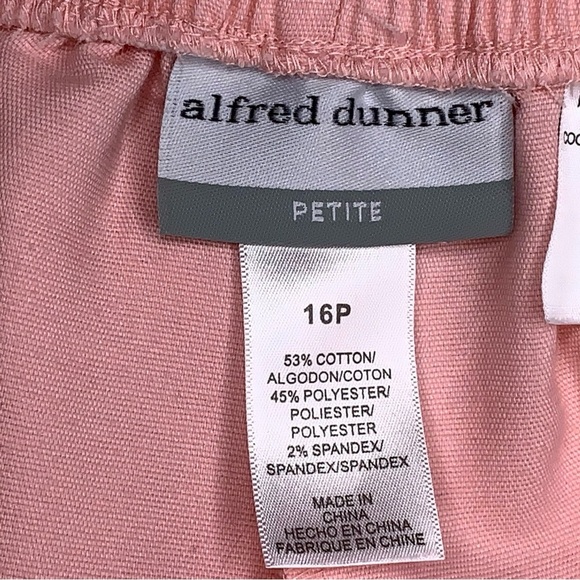 alfred dunner
PETITE
16P
53% COTTON/
ALGODON/COTON
45% POLYESTER/
POLIESTER/
POLYESTER
2% SPANDEX/
SPANDEX/SPANDEX
MADE IN
CHINA
HECHO EN CHINA
FABRIQUE EN CHINE